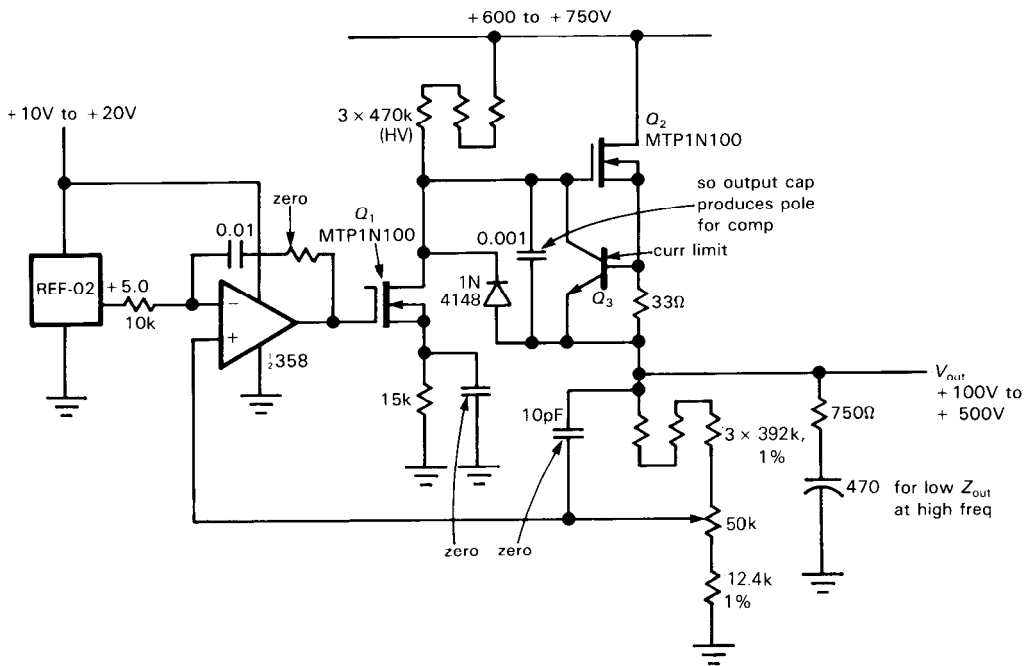 +600 to +750V
+10V to +20V
3 × 470k
(HV)
Q2
MTP1N100
zero
so output cap
produces pole
for comp
Q1
MTP1N100
0.01
0.001
curr limit
REF-02
+5.0
10k
−
+
½358
1N
4148
Q3
33Ω
15k
10pF
Vout
+100V to
+500V
750Ω
3 × 392k,
1%
470
for low Zout
at high freq
50k
zero
zero
12.4k
1%